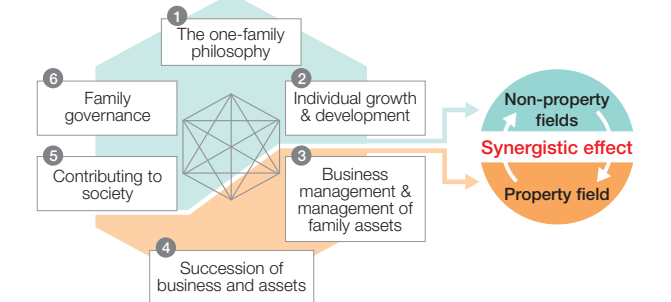 1
The one-family
philosophy
2
Individual growth
& development
3
Business
management &
management of
family assets
4
Succession of
business and assets
5
Contributing to
society
6
Family
governance
Non-property
fields
Synergistic effect
Property field